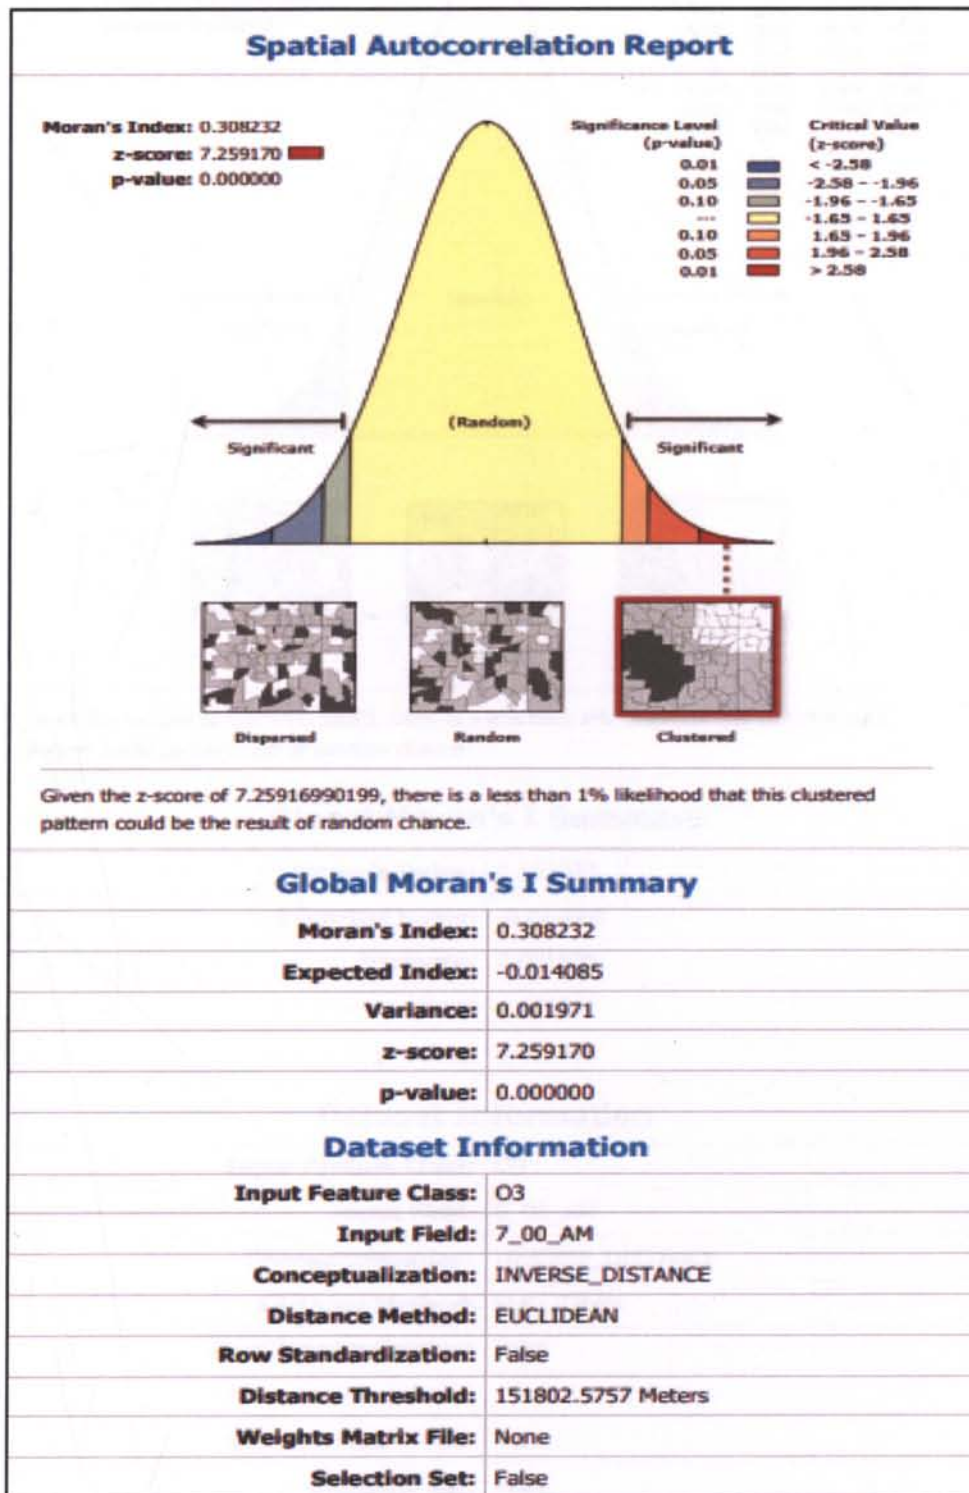 Spatial Autocorrelation Report
Moran's Index: 0.308232
z-score: 7.259170
p-value: 0.000000
Significance Level (p-value) Critical Value (z-score)
0.01 < -2.58
0.05 -2.58 - -1.96
0.10 -1.96 - -1.65
--- -1.65 - 1.65
0.10 1.65 - 1.96
0.05 1.96 - 2.58
0.01 > 2.58
(Random)
Significant Significant
Dispersed Random Clustered
Given the z-score of 7.25916990199, there is a less than 1% likelihood that this clustered
pattern could be the result of random chance.
Global Moran's I Summary
Moran's Index: 0.308232
Expected Index: -0.014085
Variance: 0.001971
z-score: 7.259170
p-value: 0.000000
Dataset Information
Input Feature Class: O3
Input Field: 7_00_AM
Conceptualization: INVERSE_DISTANCE
Distance Method: EUCLIDEAN
Row Standardization: False
Distance Threshold: 151802.5757 Meters
Weights Matrix File: None
Selection Set: False